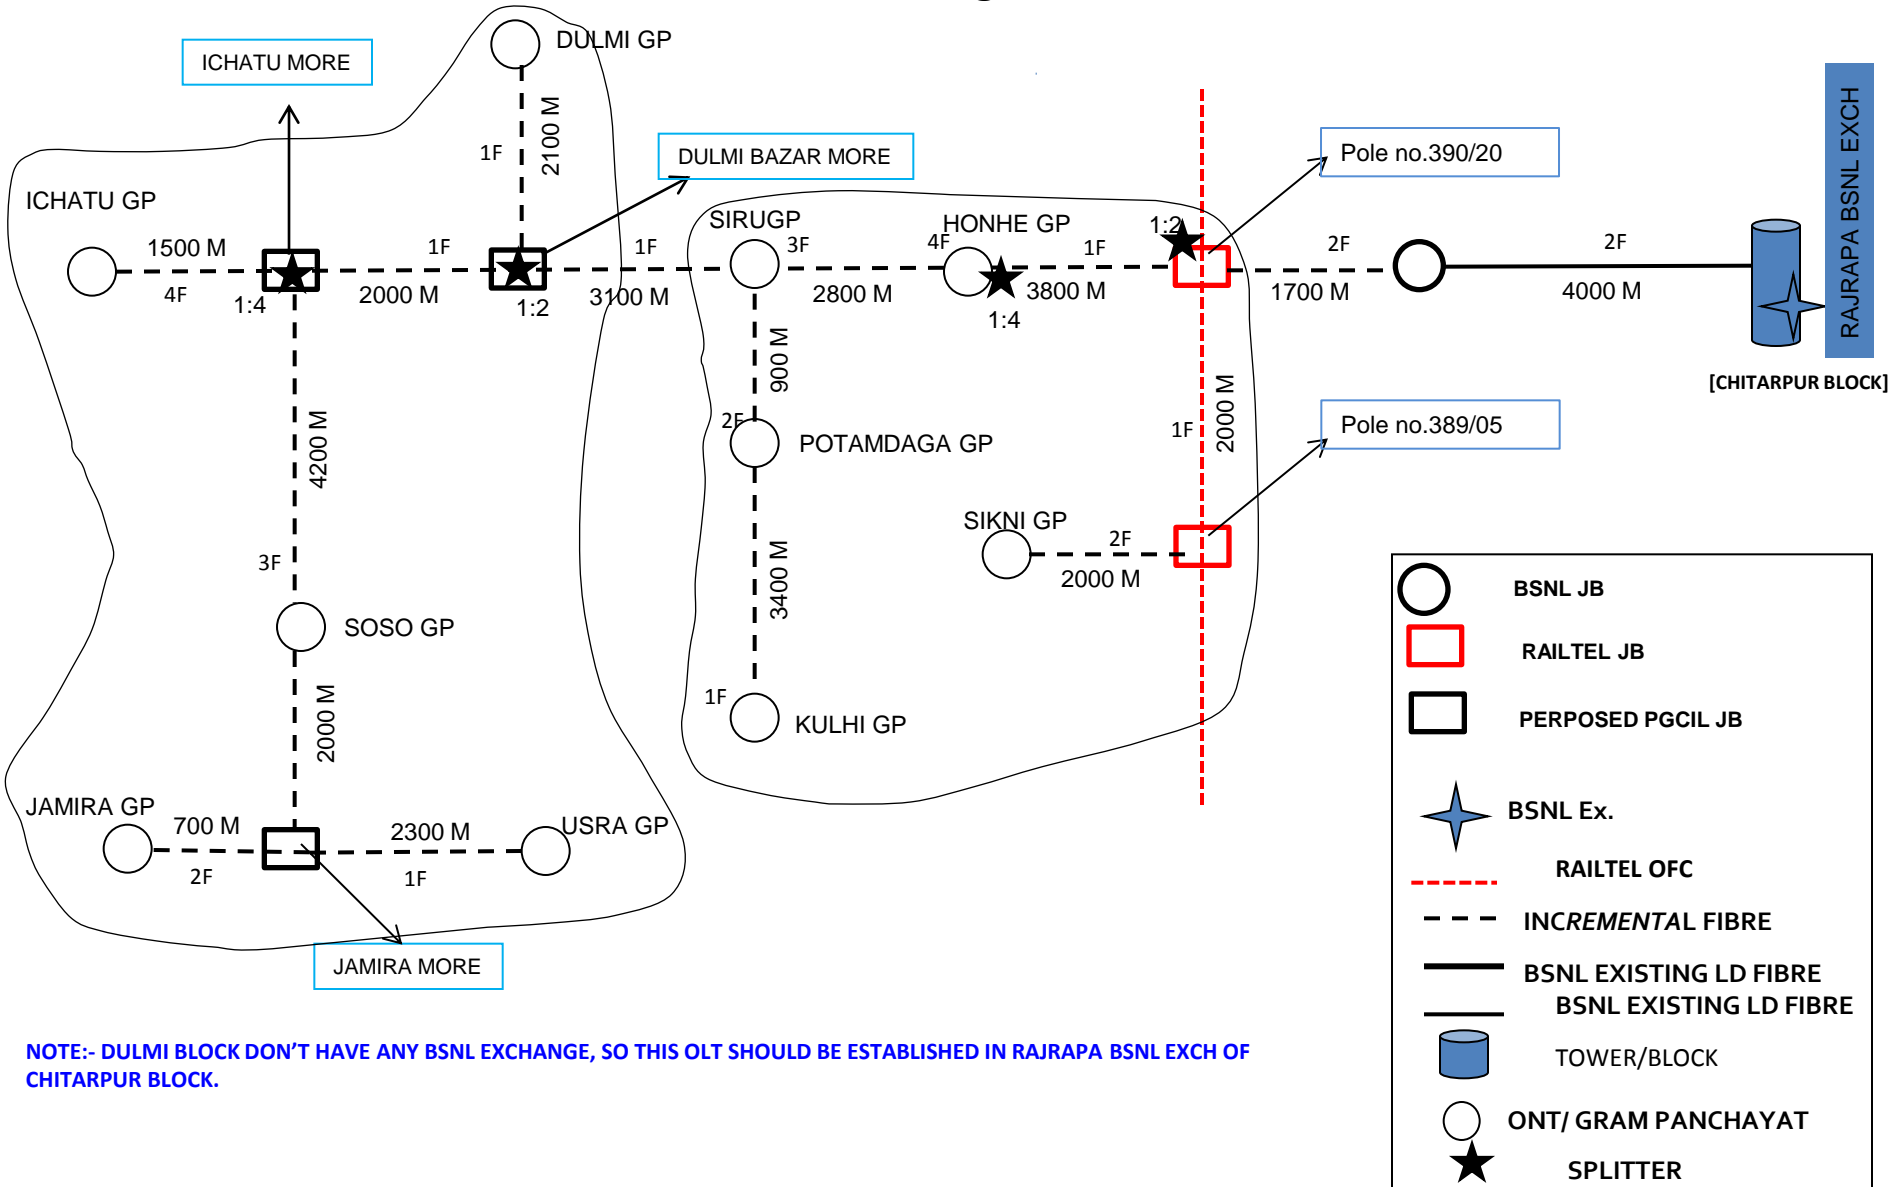 g
ICHATU MORE
DULMI GP
2100 M
1F
DULMI BAZAR MORE
Pole no.390/20
RAJRAPA BSNL EXCH
ICHATU GP
1500 M
4F
1:4
1F
2000 M
1:2
1F
3100 M
SIRUGP
3F
2800 M
HONHE GP
4F
1:4
1F
3800 M
1:2
2F
1700 M
2F
4000 M
[CHITARPUR BLOCK]
900 M
2F
POTAMDAGA GP
4200 M
3F
SOSO GP
3400 M
1F
KULHI GP
1F
2000 M
Pole no.389/05
SIKNI GP
2F
2000 M
2000 M
JAMIRA GP
700 M
2F
2300 M
1F
USRA GP
JAMIRA MORE
BSNL JB
RAILTEL JB
PERPOSED PGCIL JB
BSNL Ex.
RAILTEL OFC
INCREMENTAL FIBRE
BSNL EXISTING LD FIBRE
BSNL EXISTING LD FIBRE
TOWER/BLOCK
ONT/ GRAM PANCHAYAT
SPLITTER
NOTE:- DULMI BLOCK DON'T HAVE ANY BSNL EXCHANGE, SO THIS OLT SHOULD BE ESTABLISHED IN RAJRAPA BSNL EXCH OF
CHITARPUR BLOCK.